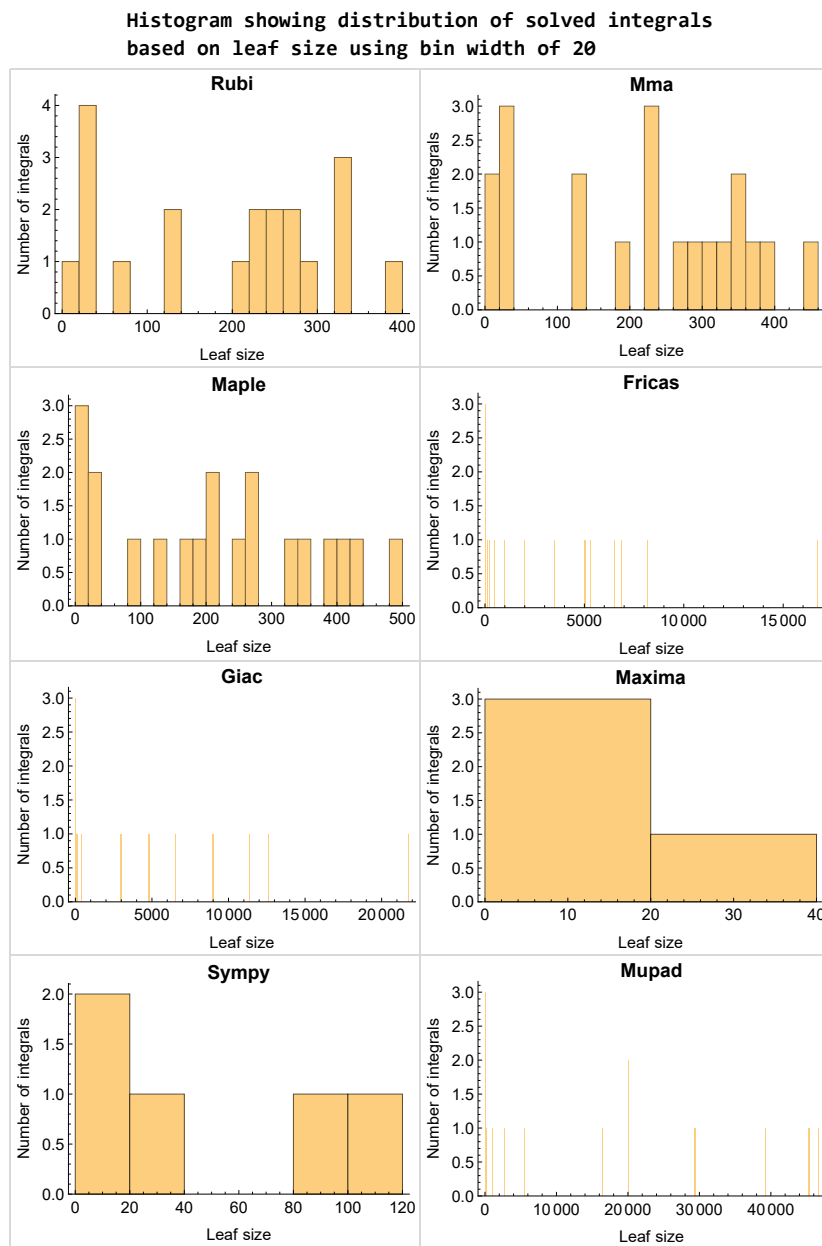 Histogram showing distribution of solved integrals
based on leaf size using bin width of 20
Rubi
Number of integrals
4
3
2
1
0
0 100 200 300 400
Leaf size
Mma
Number of integrals
3.0
2.5
2.0
1.5
1.0
0.5
0.0
0 100 200 300 400
Leaf size
Maple
Number of integrals
3.0
2.5
2.0
1.5
1.0
0.5
0.0
0 100 200 300 400 500
Leaf size
Fricas
Number of integrals
3.0
2.5
2.0
1.5
1.0
0.5
0.0
0 5000 10000 15000
Leaf size
Giac
Number of integrals
3.0
2.5
2.0
1.5
1.0
0.5
0.0
0 5000 10000 15000 20000
Leaf size
Maxima
Number of integrals
3.0
2.5
2.0
1.5
1.0
0.5
0.0
0 10 20 30 40
Leaf size
Sympy
Number of integrals
2.0
1.5
1.0
0.5
0.0
0 20 40 60 80 100 120
Leaf size
Mupad
Number of integrals
3.0
2.5
2.0
1.5
1.0
0.5
0.0
0 10000 20000 30000 40000
Leaf size